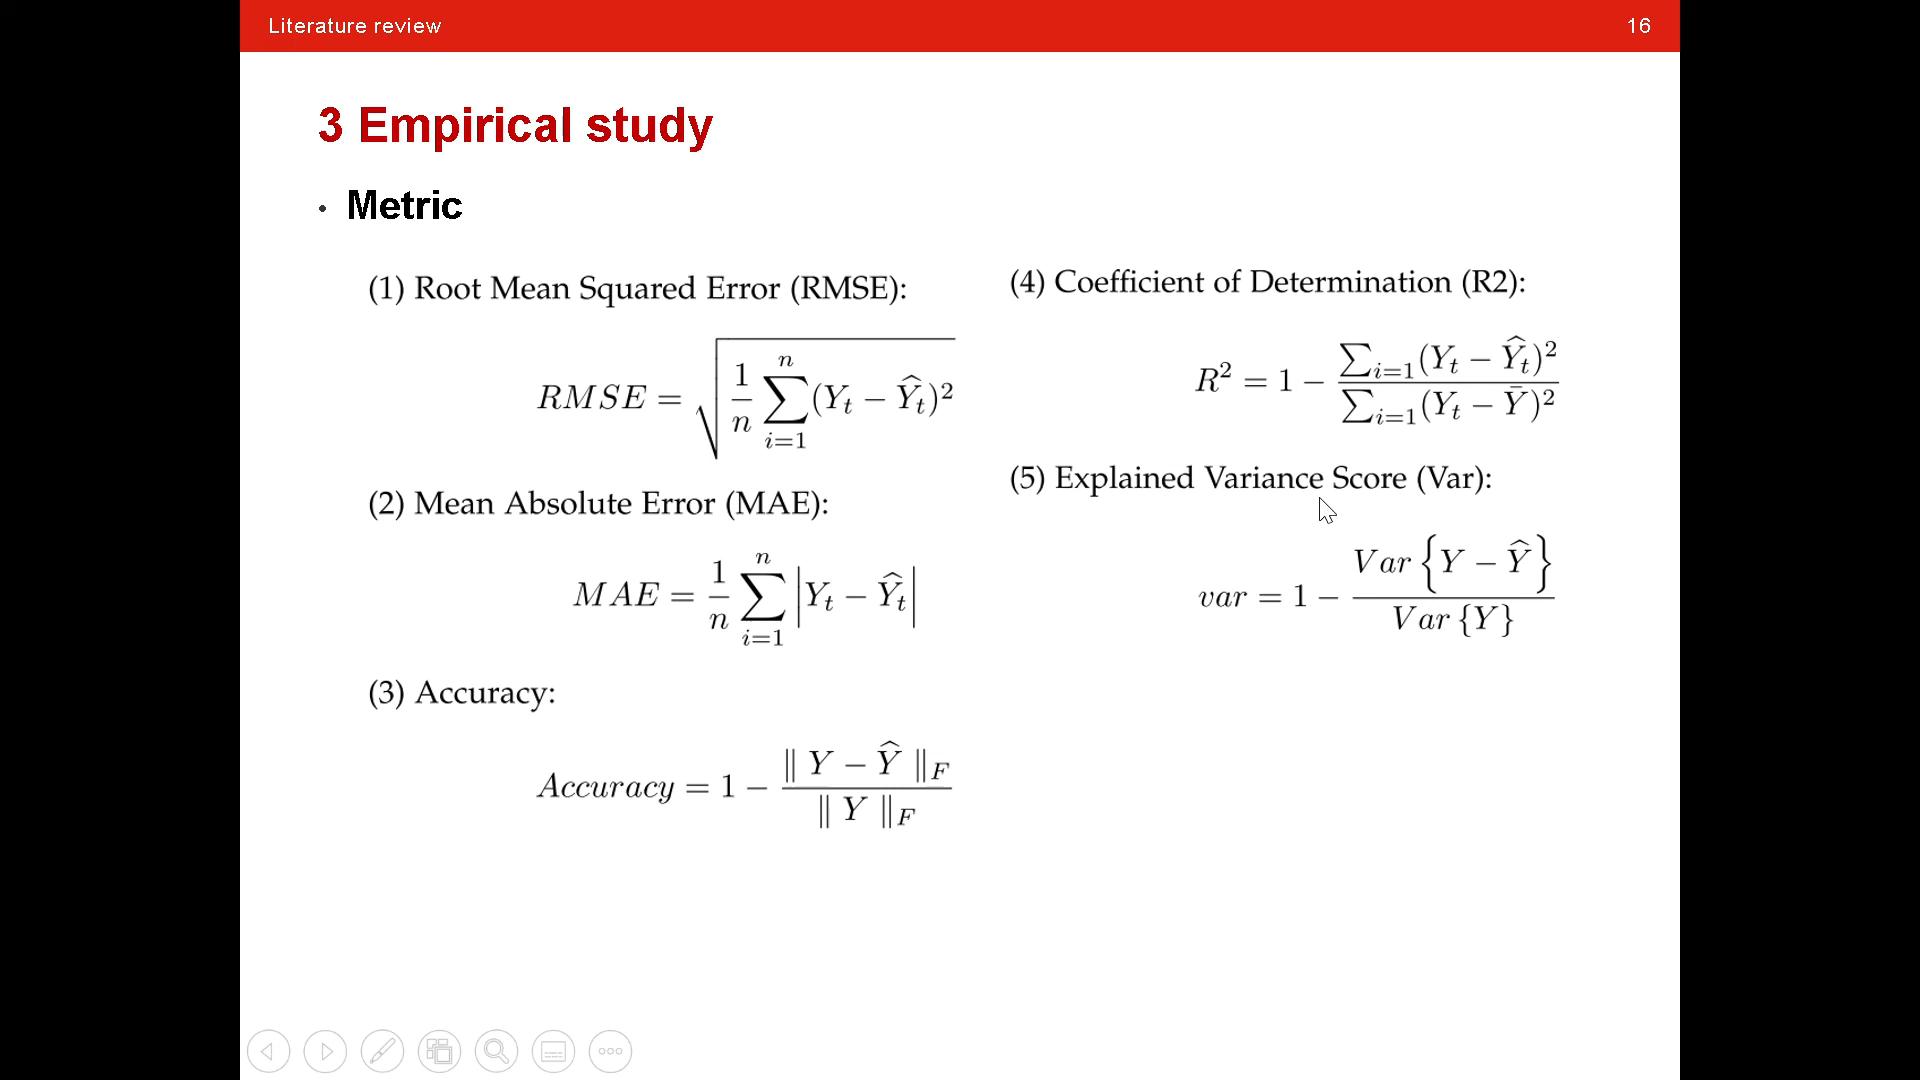 Literature review
16
3 Empirical study
• Metric
(1) Root Mean Squared Error (RMSE):
RMSE = √(1/n ∑_{i=1}^{n} (Y_t − Ŷ_t)²)
(2) Mean Absolute Error (MAE):
MAE = 1/n ∑_{i=1}^{n} |Y_t − Ŷ_t|
(3) Accuracy:
Accuracy = 1 − ‖ Y − Ŷ ‖_F / ‖ Y ‖_F
(4) Coefficient of Determination (R2):
R² = 1 − ∑_{i=1}(Y_t − Ŷ_t)² / ∑_{i=1}(Y_t − Ȳ)²
(5) Explained Variance Score (Var):
var = 1 − Var{Y − Ŷ} / Var{Y}